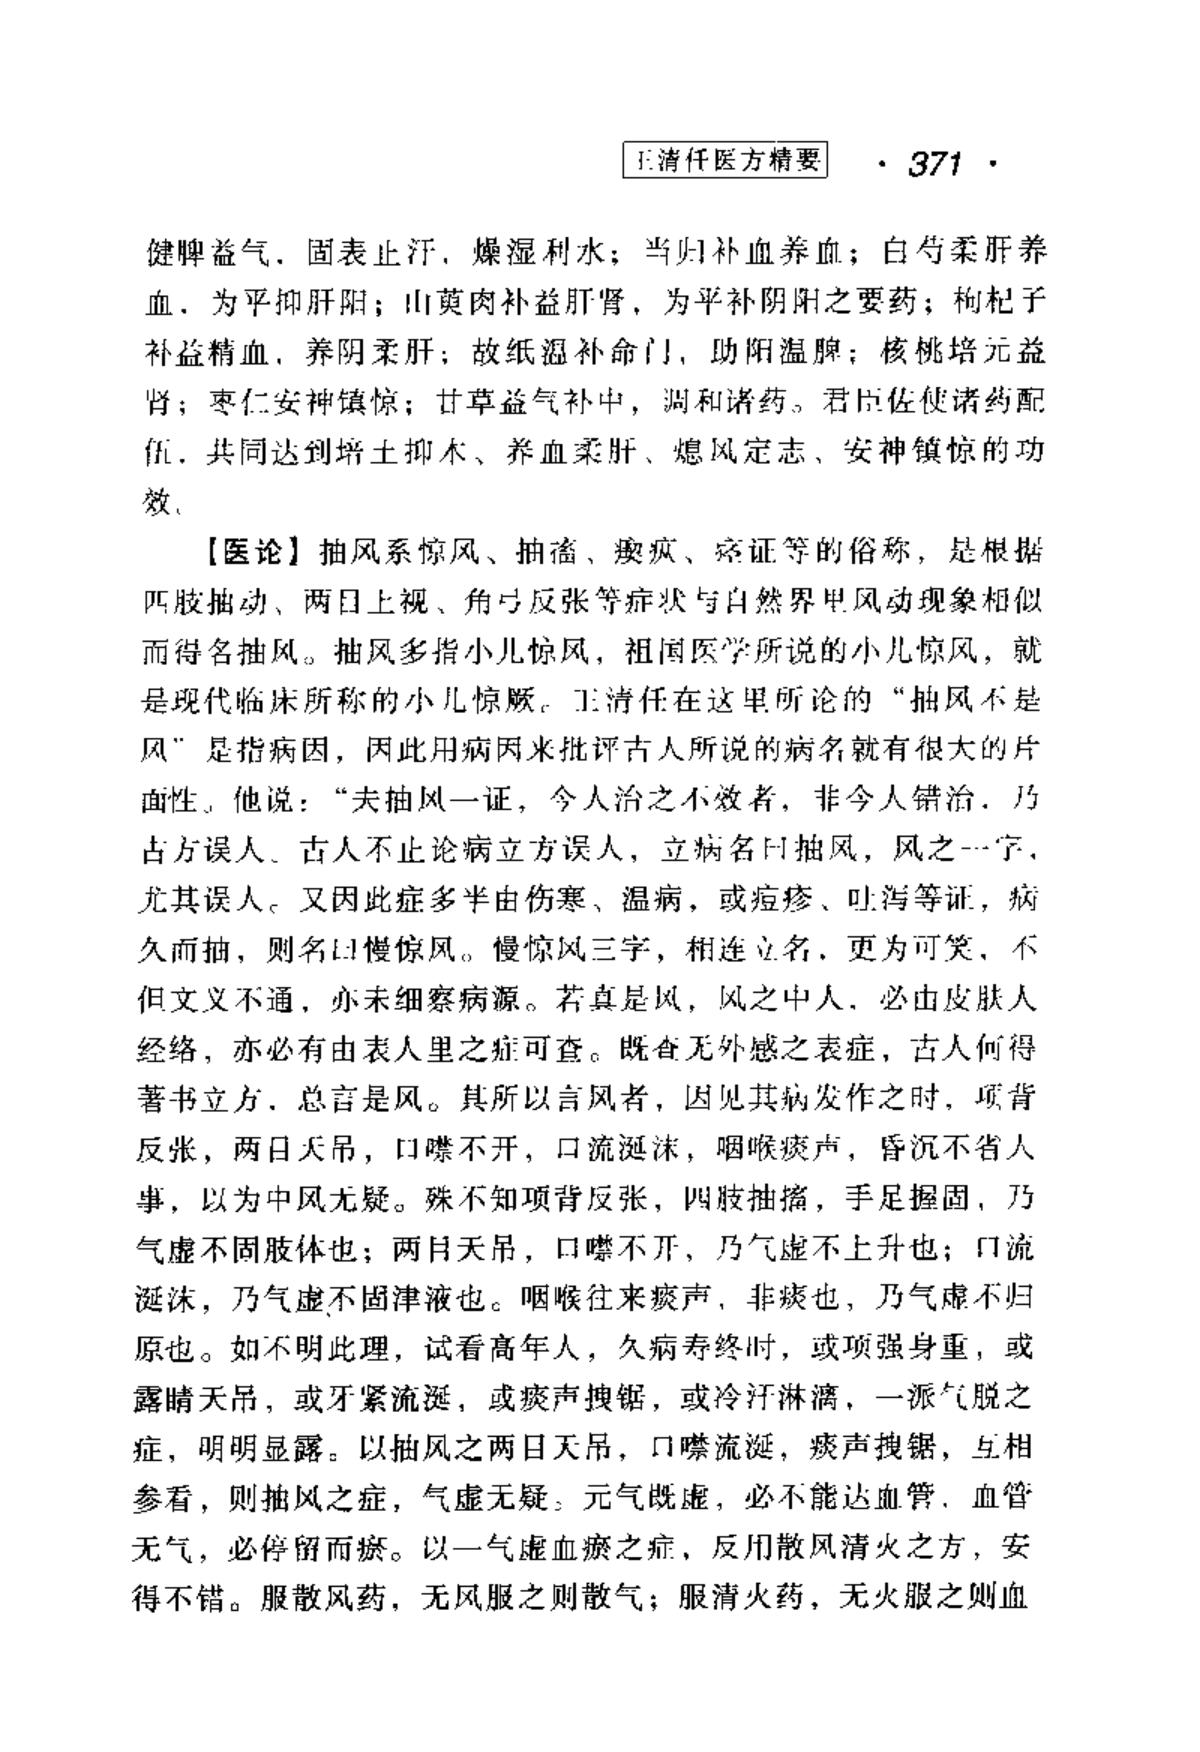 王清任医方精要 · 371 ·
健脾益气，固表止汗，燥湿利水；当归补血养血；白芍柔肝养
血，为平抑肝阳；山萸肉补益肝肾，为平补阴阳之要药；枸杞子
补益精血，养阴柔肝；故纸温补命门，助阳温脾；核桃培元益
肾；枣仁安神镇惊；甘草益气补中，调和诸药。君臣佐使诸药配
伍，共同达到培土抑木、养血柔肝、熄风定志、安神镇惊的功
效。
【医论】抽风系惊风、抽搐、瘈疭、痉证等的俗称，是根据
四肢抽动、两目上视、角弓反张等症状与自然界里风动现象相似
而得名抽风。抽风多指小儿惊风，祖国医学所说的小儿惊风，就
是现代临床所称的小儿惊厥。王清任在这里所论的“抽风不是
风”是指病因，因此用病因来批评古人所说的病名就有很大的片
面性。他说：“夫抽风一证，今人治之不效者，非今人错治，乃
古方误人。古人不止论病立方误人，立病名曰抽风，风之一字，
尤其误人。又因此症多半由伤寒、温病，或痘疹、吐泻等证，病
久而抽，则名曰慢惊风。慢惊风三字，相连立名，更为可笑，不
但文义不通，亦未细察病源。若真是风，风之中人，必由皮肤人
经络，亦必有由表人里之症可查。既查无外感之表症，古人何得
著书立方，总言是风。其所以言风者，因见其病发作之时，项背
反张，两目天吊，口噤不开，口流涎沫，咽喉痰声，昏沉不省人
事，以为中风无疑。殊不知项背反张，四肢抽搐，手足握固，乃
气虚不固肢体也；两目天吊，口噤不开，乃气虚不上升也；口流
涎沫，乃气虚不固津液也。咽喉往来痰声，非痰也，乃气虚不归
原也。如不明此理，试看高年人，久病寿终时，或项强身重，或
露睛天吊，或牙紧流涎，或痰声拽锯，或冷汗淋漓，一派气脱之
症，明明显露。以抽风之两目天吊，口噤流涎，痰声拽锯，互相
参看，则抽风之症，气虚无疑。元气既虚，必不能达血管，血管
无气，必停留而瘀。以一气虚血瘀之症，反用散风清火之方，安
得不错。服散风药，无风服之则散气；服清火药，无火服之则血